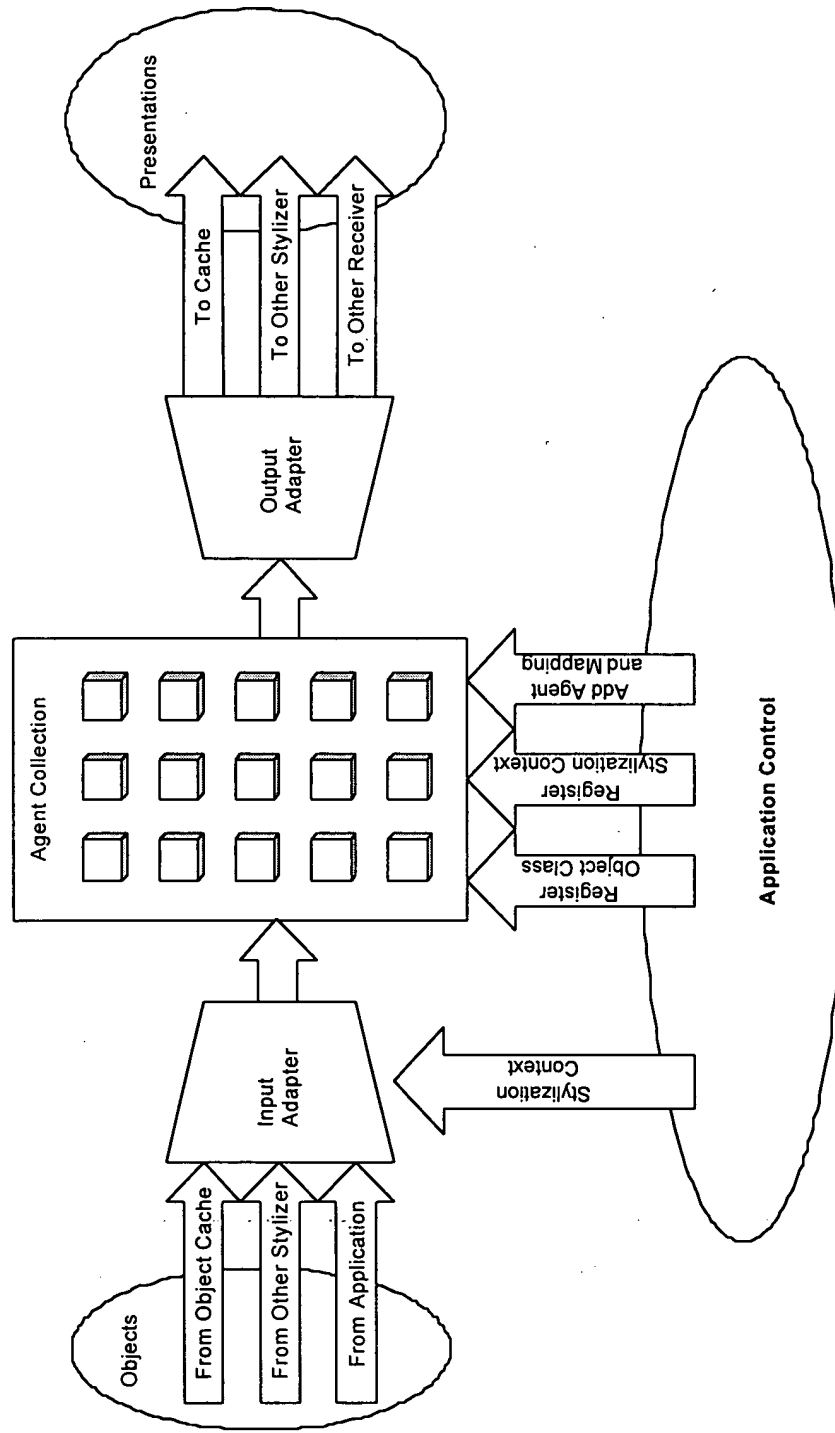 Objects
From Object Cache
From Other Stylizer
From Application
Input
Adapter
Stylization
Context
Agent Collection
Register
Object Class
Register
Stylization Context
Add Agent
and Mapping
Output
Adapter
To Cache
To Other Stylizer
To Other Receiver
Presentations
Application Control